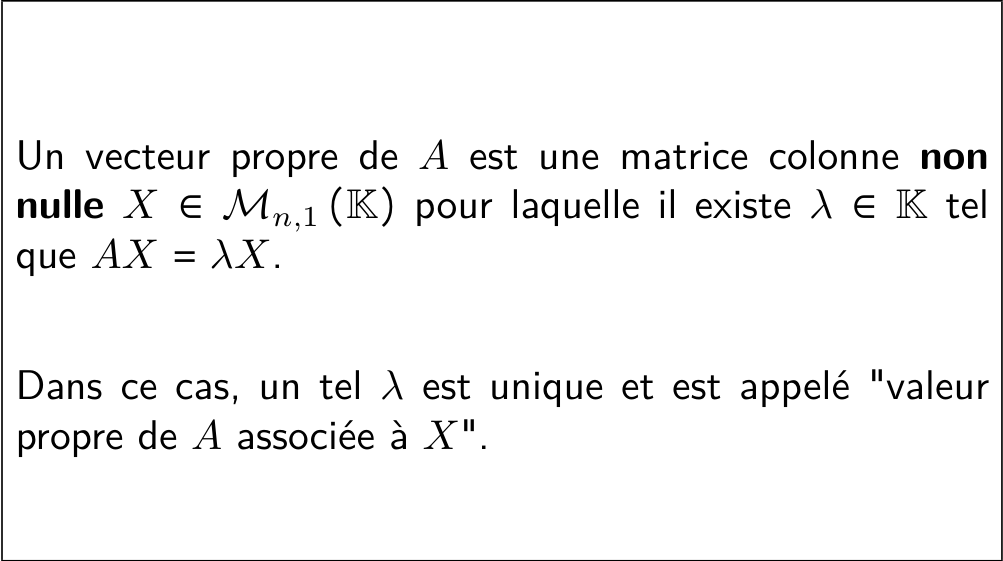 Un vecteur propre de A est une matrice colonne non
nulle X ∈ ℳₙ,₁(𝕂) pour laquelle il existe λ ∈ 𝕂 tel
que AX = λX.
Dans ce cas, un tel λ est unique et est appelé "valeur
propre de A associée à X".